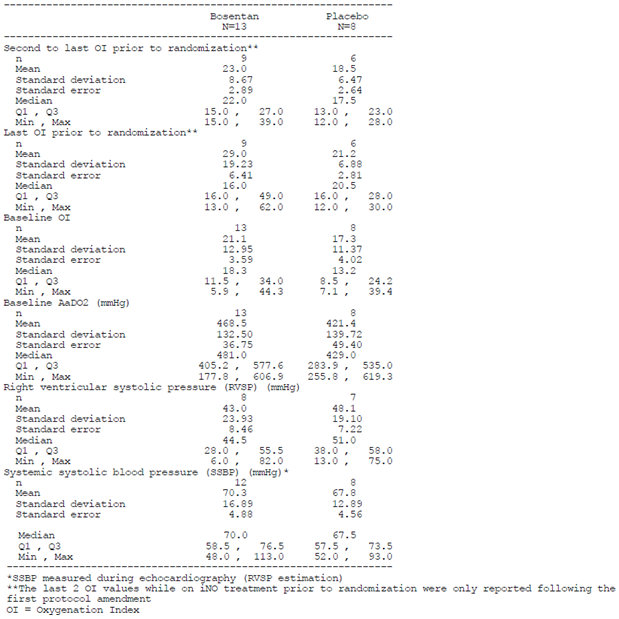 Bosentan Placebo
N=13 N=8
Second to last OI prior to randomization**
n 9 6
Mean 23.0 18.5
Standard deviation 8.67 6.47
Standard error 2.89 2.64
Median 22.0 17.5
Q1 , Q3 15.0 , 27.0 13.0 , 23.0
Min , Max 15.0 , 39.0 12.0 , 28.0
Last OI prior to randomization**
n 9 6
Mean 29.0 21.2
Standard deviation 19.23 6.88
Standard error 6.41 2.81
Median 16.0 20.5
Q1 , Q3 16.0 , 49.0 16.0 , 28.0
Min , Max 13.0 , 62.0 12.0 , 30.0
Baseline OI
n 13 8
Mean 21.1 17.3
Standard deviation 12.95 11.37
Standard error 3.59 4.02
Median 18.3 13.2
Q1 , Q3 11.5 , 34.0 8.5 , 24.2
Min , Max 5.9 , 44.3 7.1 , 39.4
Baseline AaDO2 (mmHg)
n 13 8
Mean 468.5 421.4
Standard deviation 132.50 139.72
Standard error 36.75 49.40
Median 481.0 429.0
Q1 , Q3 405.2 , 577.6 283.9 , 535.0
Min , Max 177.8 , 606.9 255.8 , 619.3
Right ventricular systolic pressure (RVSP) (mmHg)
n 8 7
Mean 43.0 48.1
Standard deviation 23.93 19.10
Standard error 8.46 7.22
Median 44.5 51.0
Q1 , Q3 28.0 , 55.5 38.0 , 58.0
Min , Max 6.0 , 82.0 13.0 , 75.0
Systemic systolic blood pressure (SSBP) (mmHg)*
n 12 8
Mean 70.3 67.8
Standard deviation 16.89 12.89
Standard error 4.88 4.56
Median 70.0 67.5
Q1 , Q3 58.5 , 76.5 57.5 , 73.5
Min , Max 48.0 , 113.0 52.0 , 93.0
*SSBP measured during echocardiography (RVSP estimation)
**The last 2 OI values while on iNO treatment prior to randomization were only reported following the
first protocol amendment
OI = Oxygenation Index